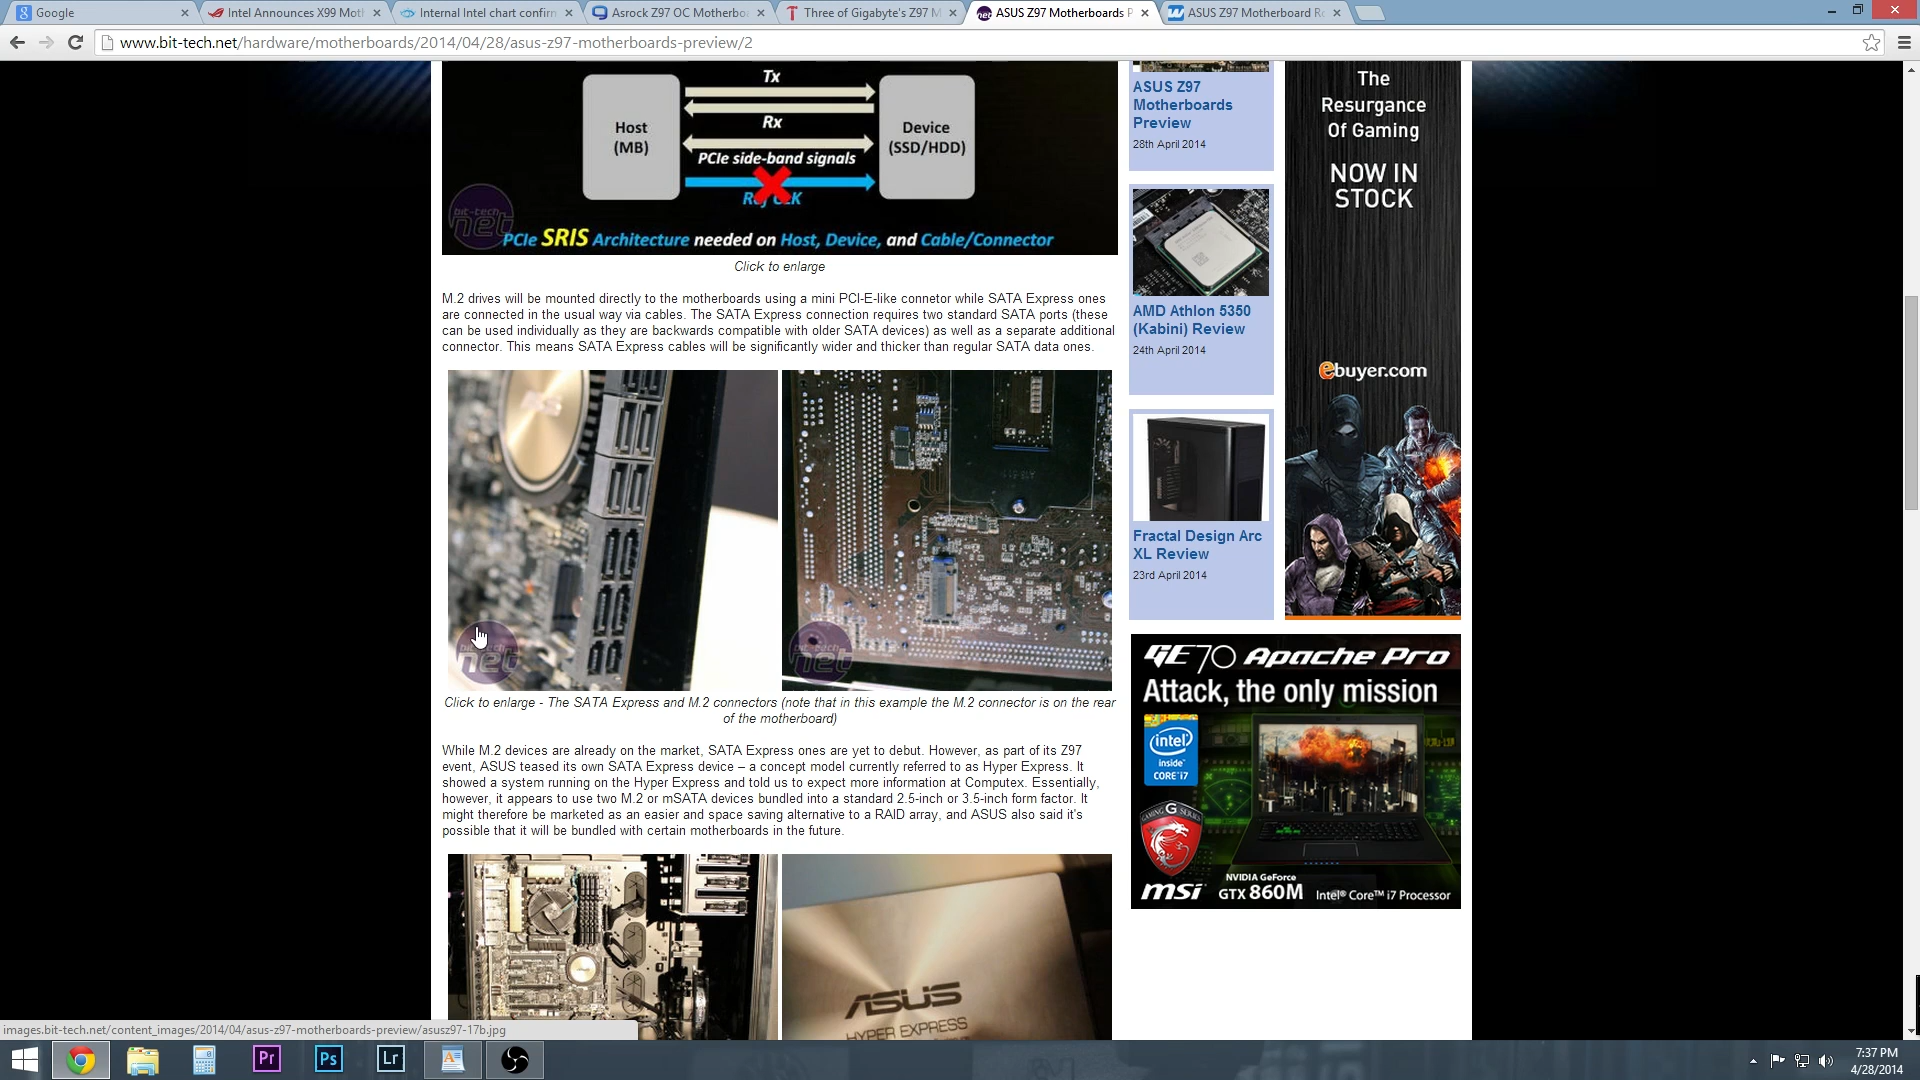 Google
Intel Announces X99 Moth
Internal Intel chart confirm
Asrock Z97 OC Motherboa
Three of Gigabyte's Z97 M
ASUS Z97 Motherboards P
ASUS Z97 Motherboard Ro
www.bit-tech.net/hardware/motherboards/2014/04/28/asus-z97-motherboards-preview/2
Tx
Host
(MB)
Rx
Device
(SSD/HDD)
PCIe side-band signals
bit-tech
net
PCIe SRIS Architecture needed on Host, Device, and Cable/Connector
Click to enlarge
M.2 drives will be mounted directly to the motherboards using a mini PCI-E-like connetor while SATA Express ones
are connected in the usual way via cables. The SATA Express connection requires two standard SATA ports (these
can be used individually as they are backwards compatible with older SATA devices) as well as a separate additional
connector. This means SATA Express cables will be significantly wider and thicker than regular SATA data ones.
bit-tech
net
bit-tech
net
Click to enlarge - The SATA Express and M.2 connectors (note that in this example the M.2 connector is on the rear
of the motherboard)
While M.2 devices are already on the market, SATA Express ones are yet to debut. However, as part of its Z97
event, ASUS teased its own SATA Express device – a concept model currently referred to as Hyper Express. It
showed a system running on the Hyper Express and told us to expect more information at Computex. Essentially,
however, it appears to use two M.2 or mSATA devices bundled into a standard 2.5-inch or 3.5-inch form factor. It
might therefore be marketed as an easier and space saving alternative to a RAID array, and ASUS also said it's
possible that it will be bundled with certain motherboards in the future.
ASUS
HYPER EXPRESS
ASUS Z97
Motherboards
Preview
28th April 2014
AMD Athlon 5350
(Kabini) Review
24th April 2014
Fractal Design Arc
XL Review
23rd April 2014
The
Resurgance
Of Gaming
NOW IN
STOCK
ebuyer.com
GE70 Apache Pro
Attack, the only mission
intel
inside
CORE i7
GAMING G SERIES
msi
NVIDIA GeForce
GTX 860M
Intel® Core™ i7 Processor
images.bit-tech.net/content_images/2014/04/asus-z97-motherboards-preview/asusz97-17b.jpg
Pr
Ps
Lr
7:37 PM
4/28/2014